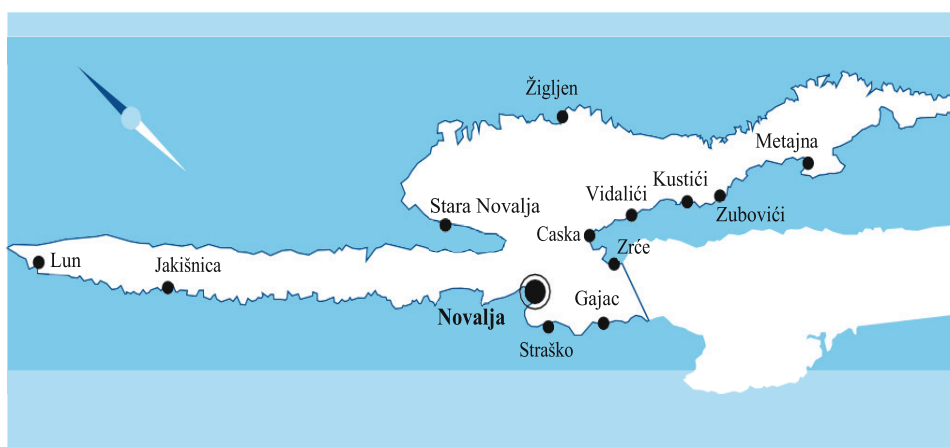 Žigljen
Metajna
Kustići
Vidalići
Zubovići
Stara Novalja
Caska
Zrće
Lun
Jakišnica
Gajac
Novalja
Straško